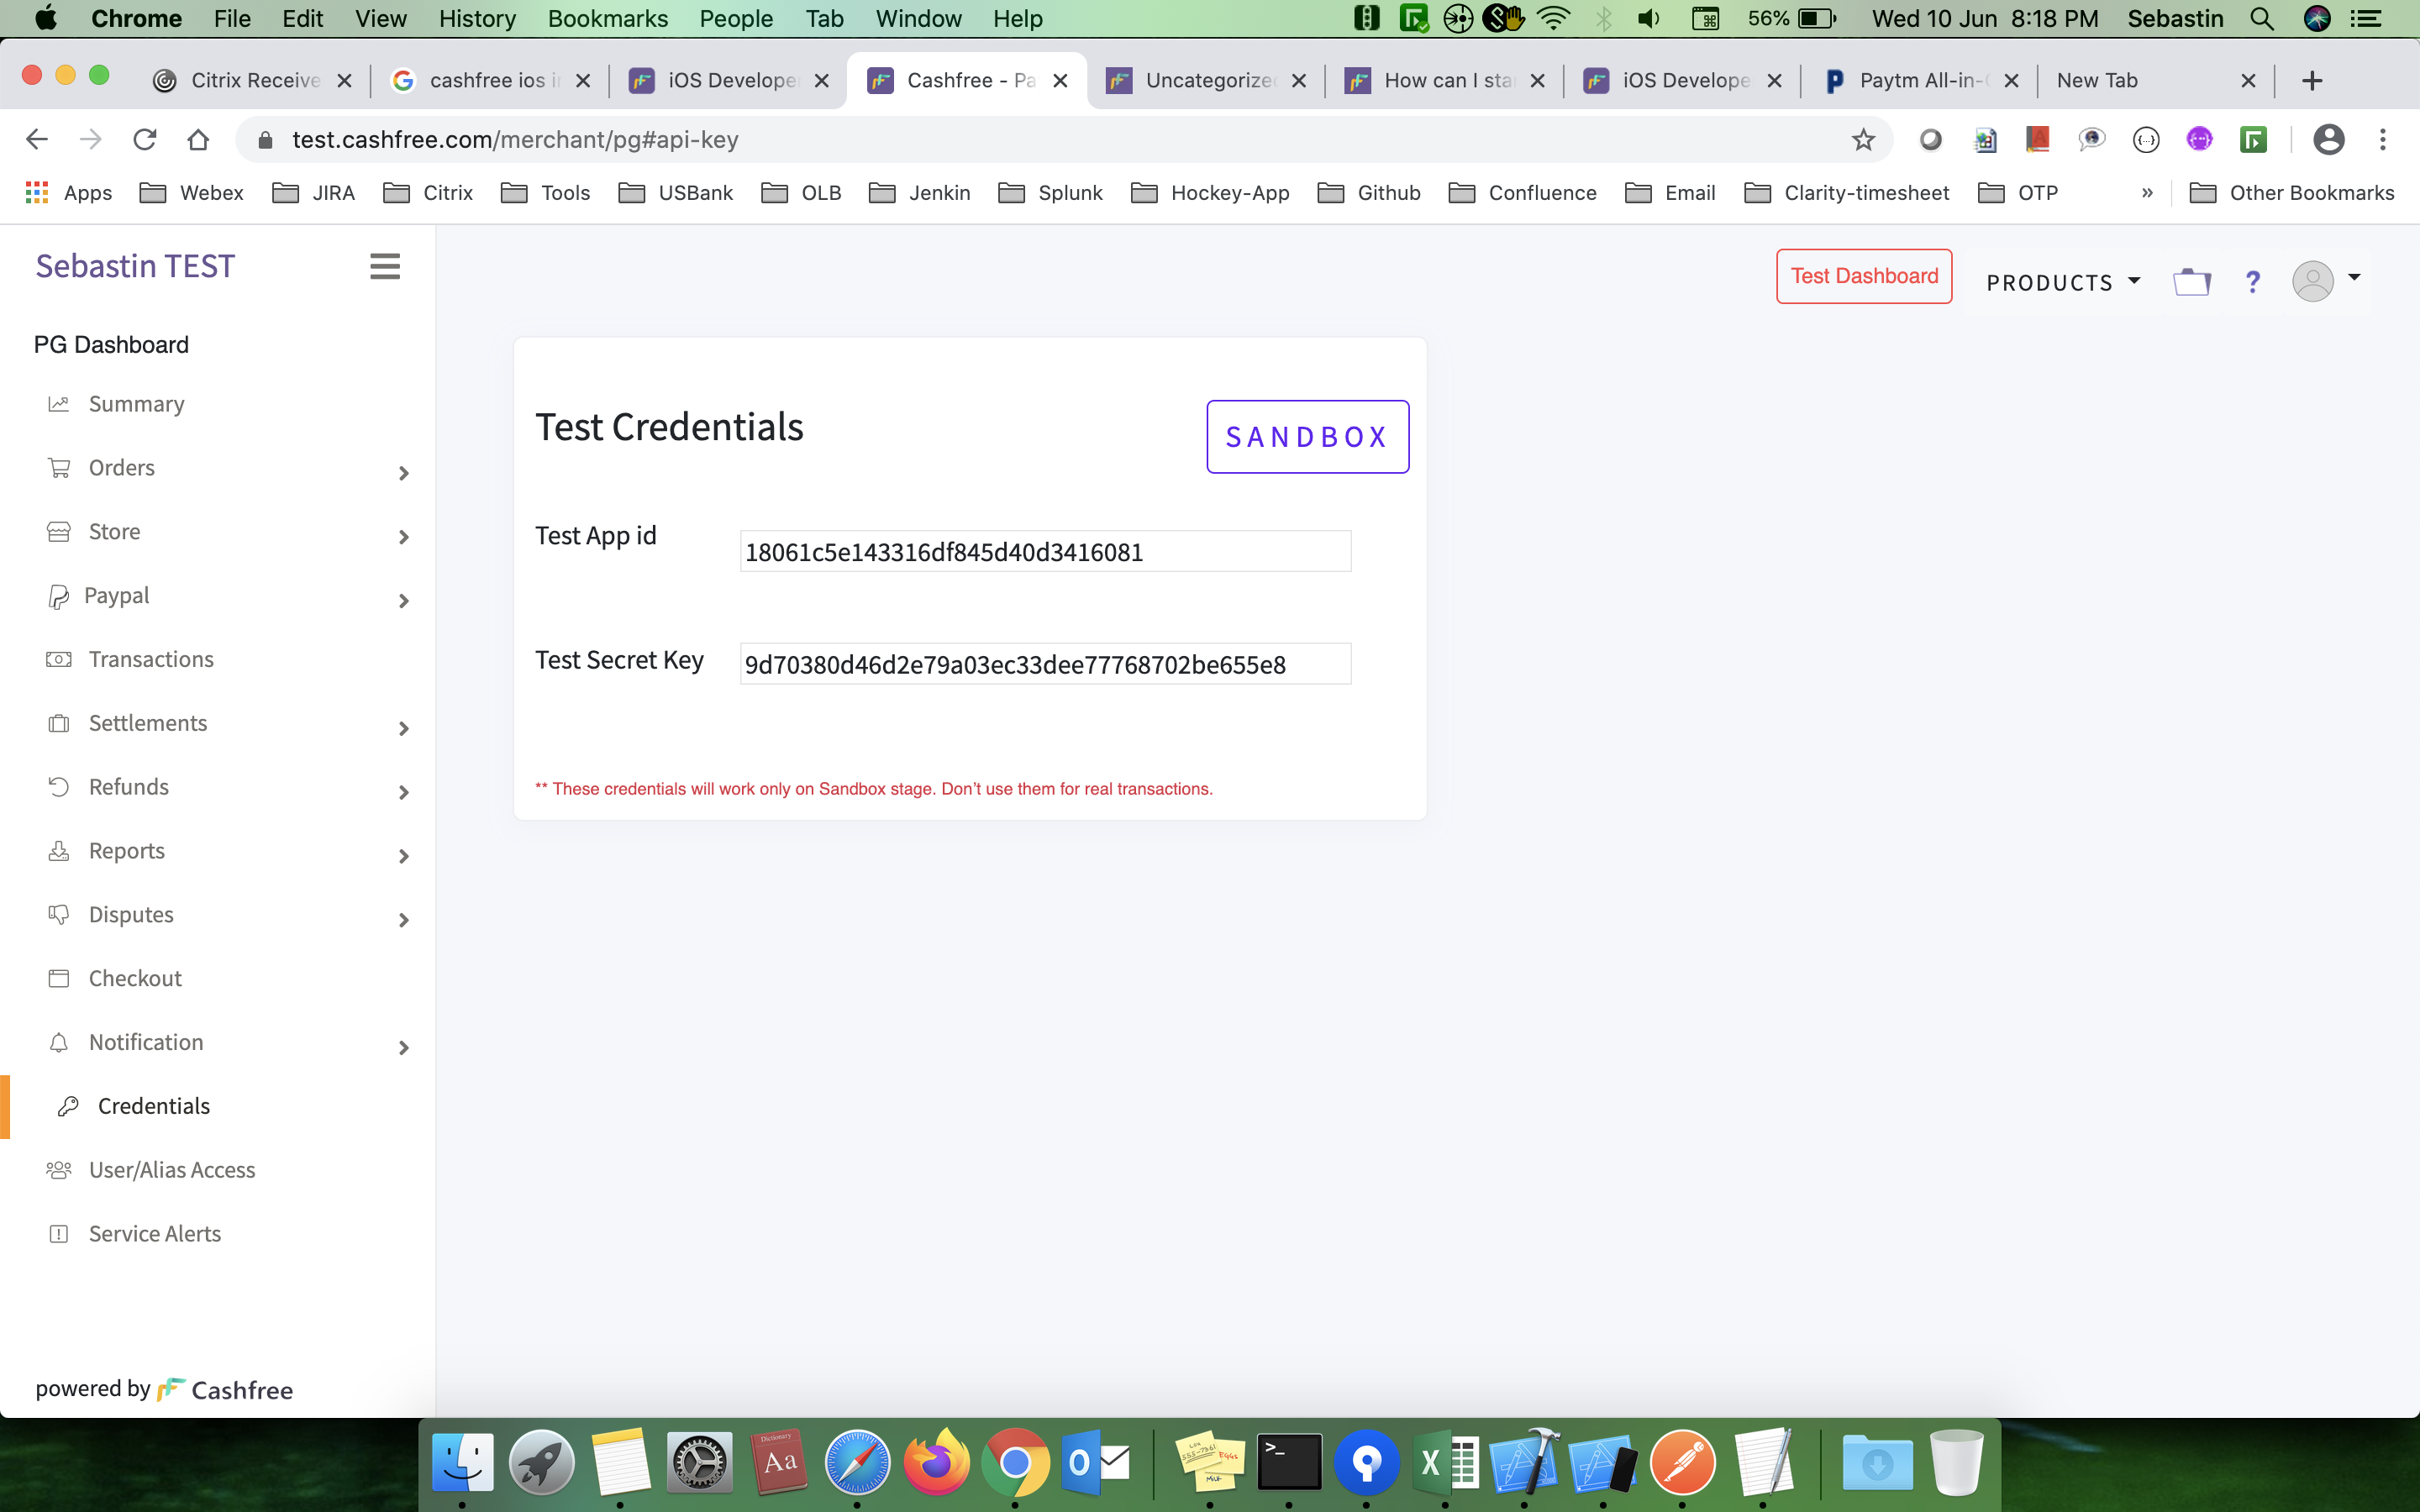 Chrome File Edit View History Bookmarks People Tab Window Help 56% Wed 10 Jun 8:18 PM Sebastin
Citrix Receive cashfree ios i iOS Develope Cashfree - Pa Uncategorize How can I sta iOS Develope Paytm All-in- New Tab
test.cashfree.com/merchant/pg#api-key
Apps Webex JIRA Citrix Tools USBank OLB Jenkin Splunk Hockey-App Github Confluence Email Clarity-timesheet OTP » Other Bookmarks
Sebastin TEST
Test Dashboard PRODUCTS ?
PG Dashboard
Summary
Orders
Store
Paypal
Transactions
Settlements
Refunds
Reports
Disputes
Checkout
Notification
Credentials
User/Alias Access
Service Alerts
powered by Cashfree
Test Credentials
SANDBOX
Test App id 18061c5e143316df845d40d3416081
Test Secret Key 9d70380d46d2e79a03ec33dee77768702be655e8
** These credentials will work only on Sandbox stage. Don't use them for real transactions.